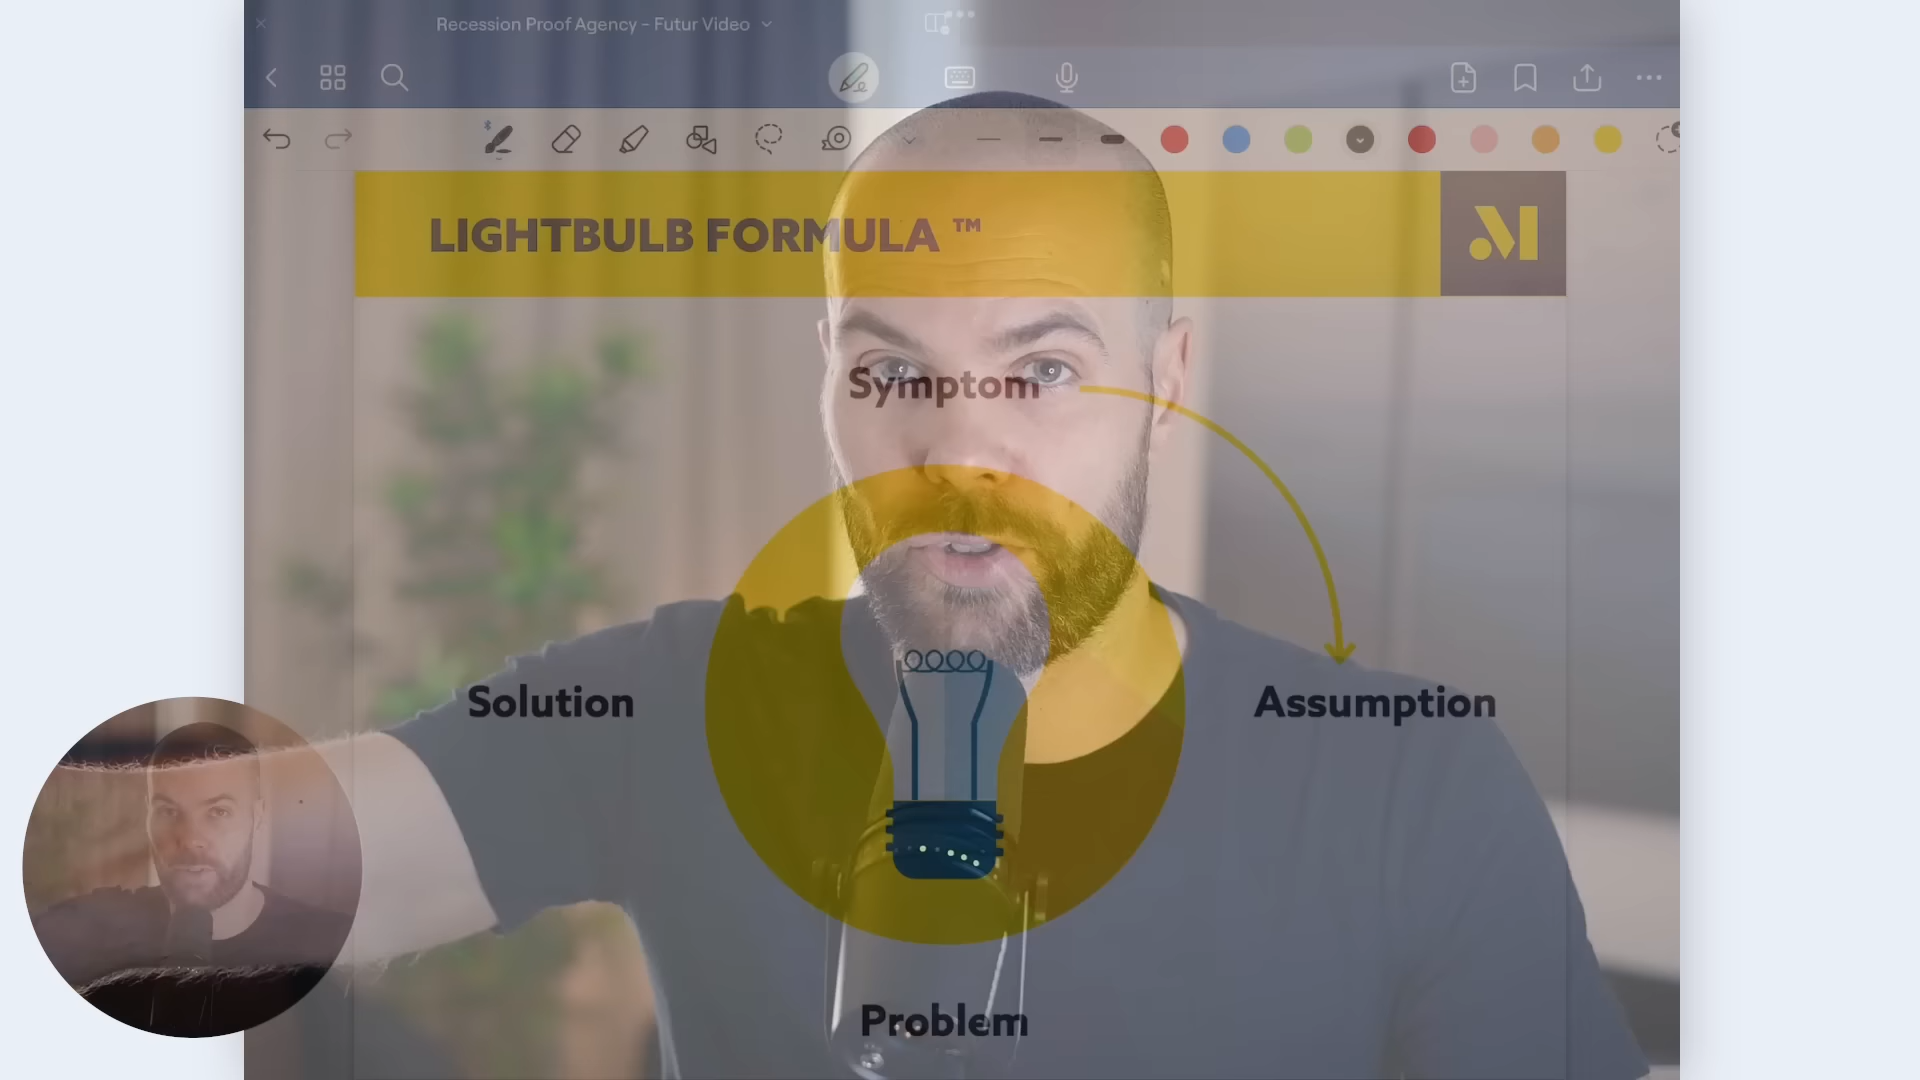 Recession Proof Agency – Futur Video
LIGHTBULB FORMULA ™
Symptom
Solution
Assumption
Problem